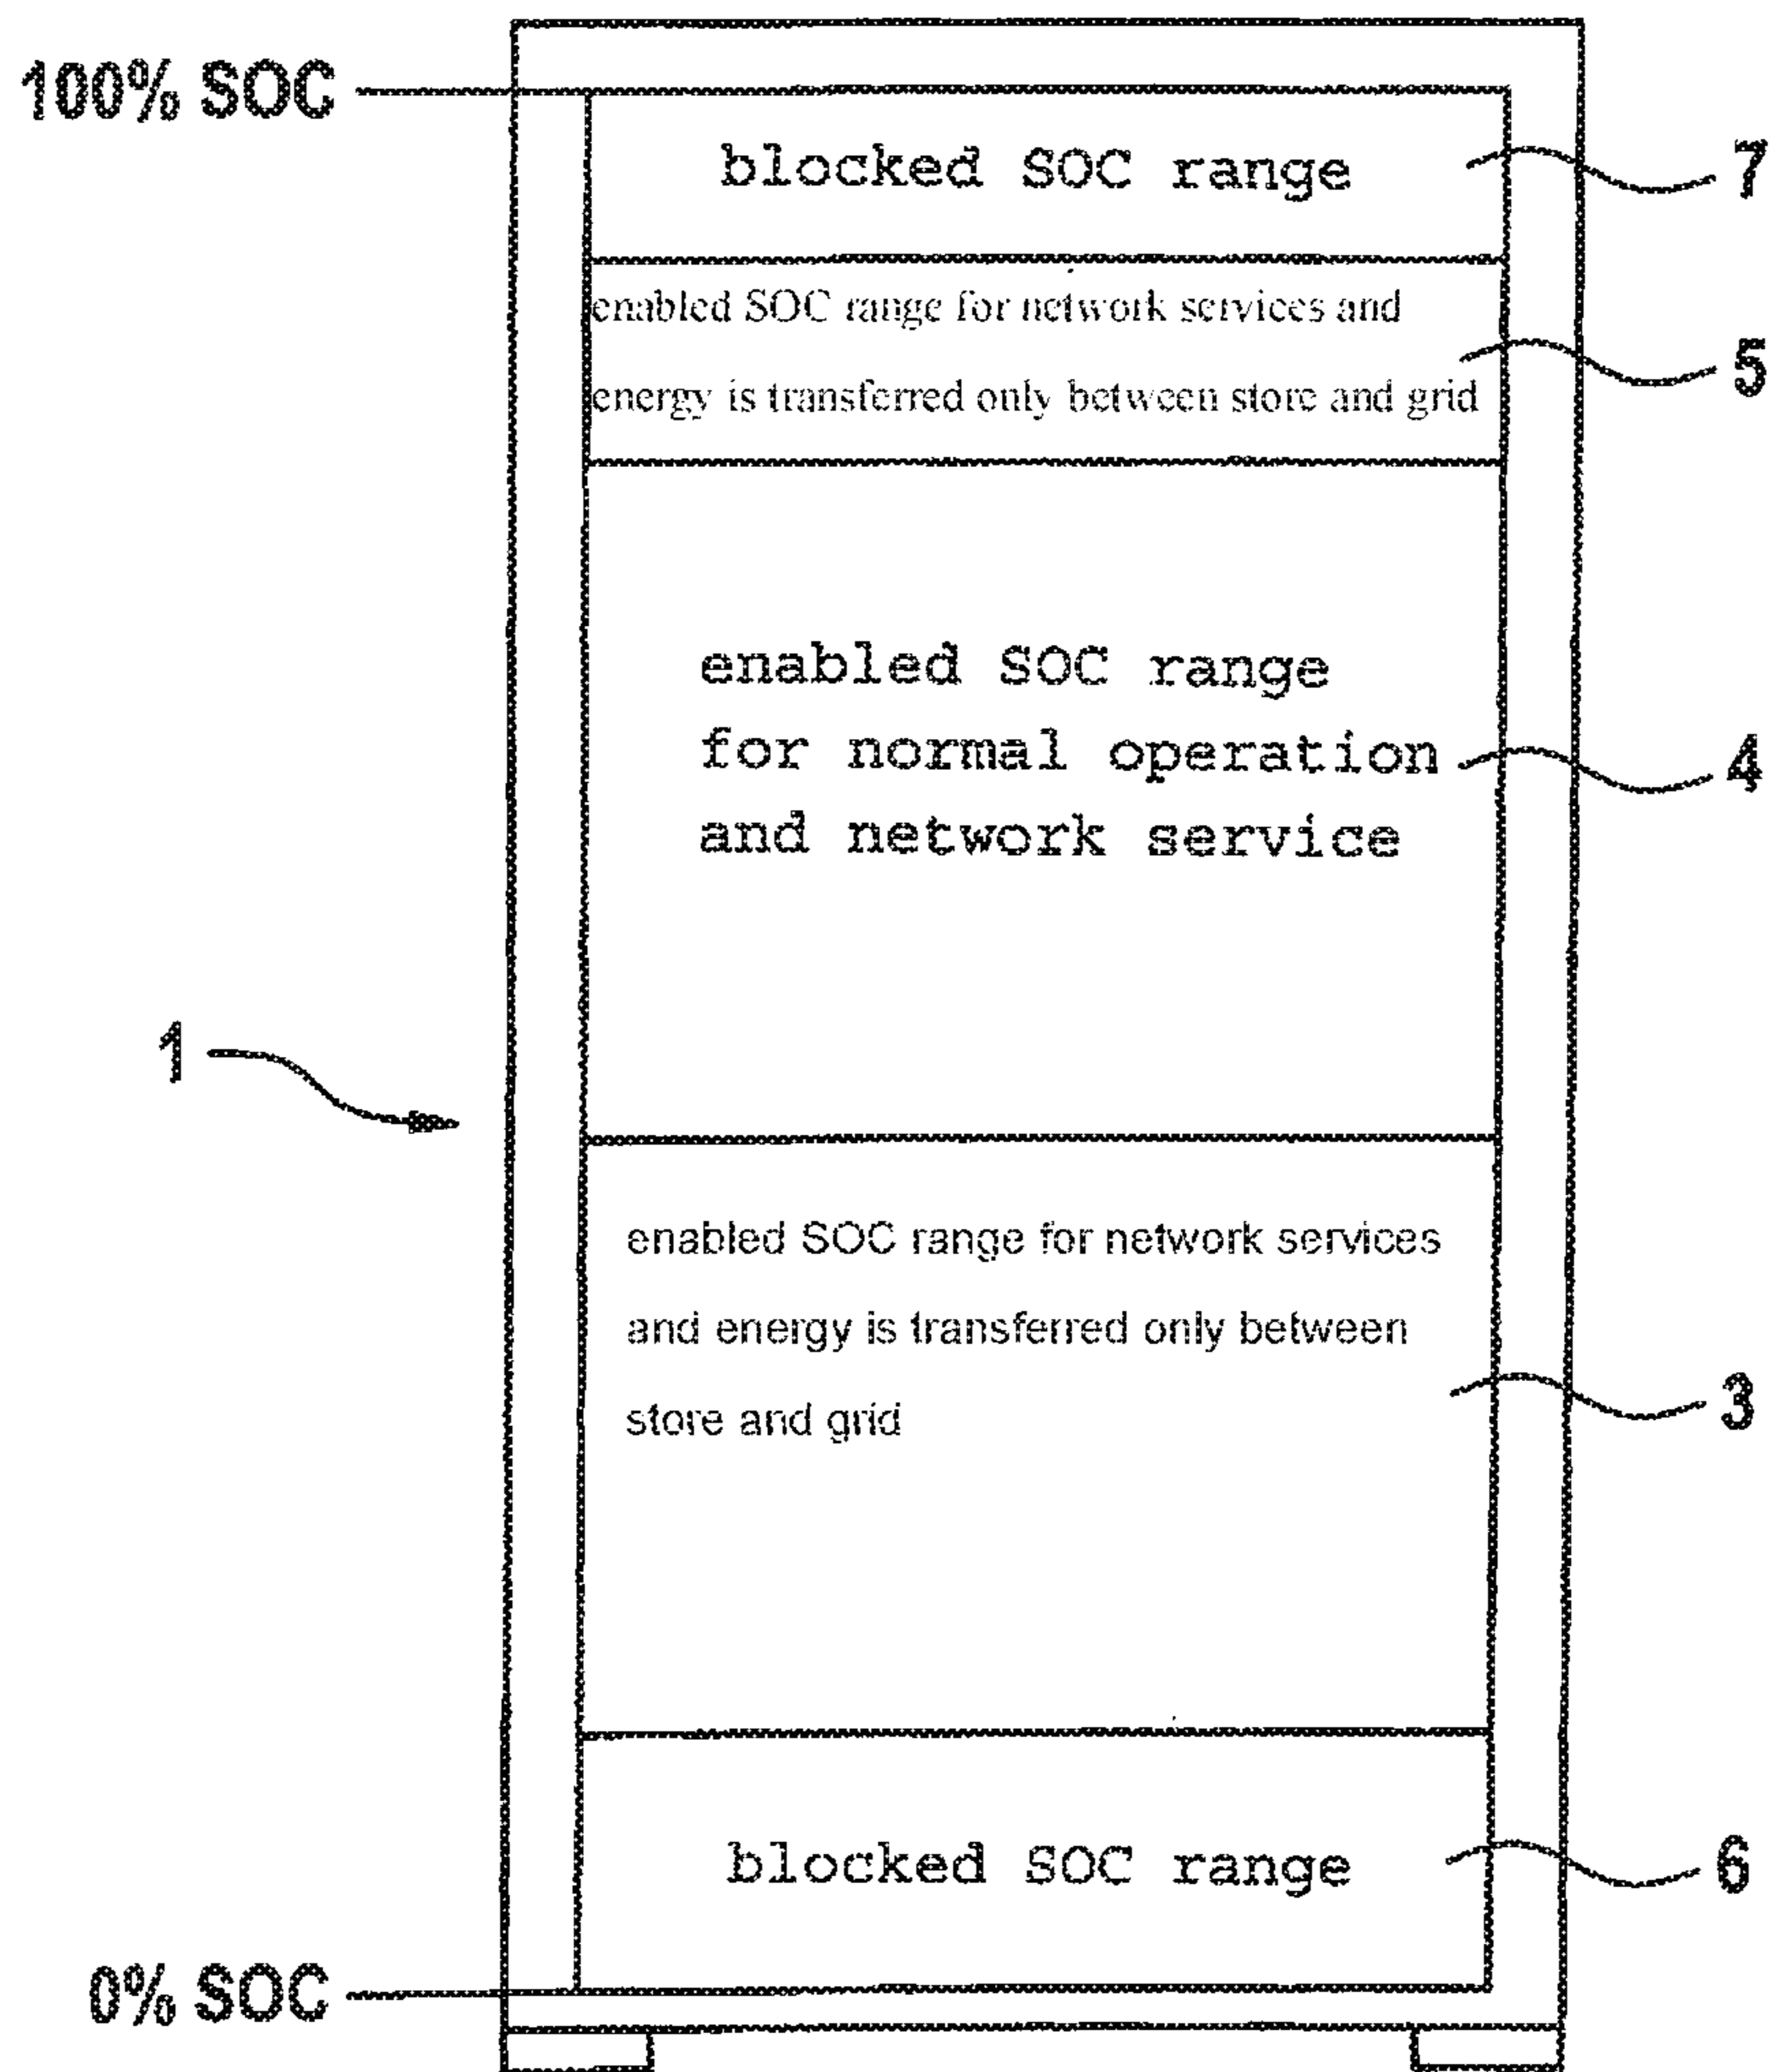 100% SOC
blocked SOC range
7
enabled SOC range for network services and
energy is transferred only between store and grid
5
enabled SOC range
for normal operation
and network service
4
1
enabled SOC range for network services
and energy is transferred only between
store and grid
3
blocked SOC range
6
0% SOC